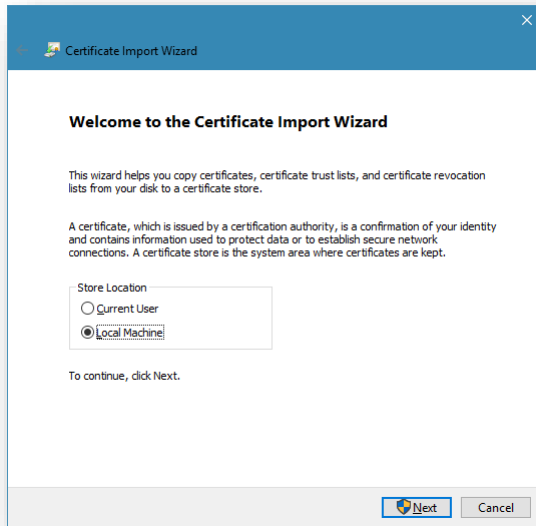 Certificate Import Wizard
Welcome to the Certificate Import Wizard
This wizard helps you copy certificates, certificate trust lists, and certificate revocation
lists from your disk to a certificate store.
A certificate, which is issued by a certification authority, is a confirmation of your identity
and contains information used to protect data or to establish secure network
connections. A certificate store is the system area where certificates are kept.
Store Location
Current User
Local Machine
To continue, click Next.
Next Cancel